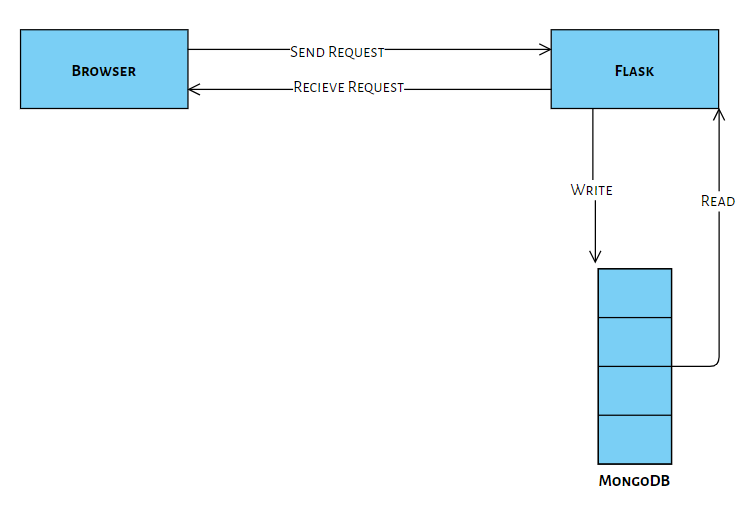 Browser
Send Request
Recieve Request
Flask
Write
Read
MongoDB